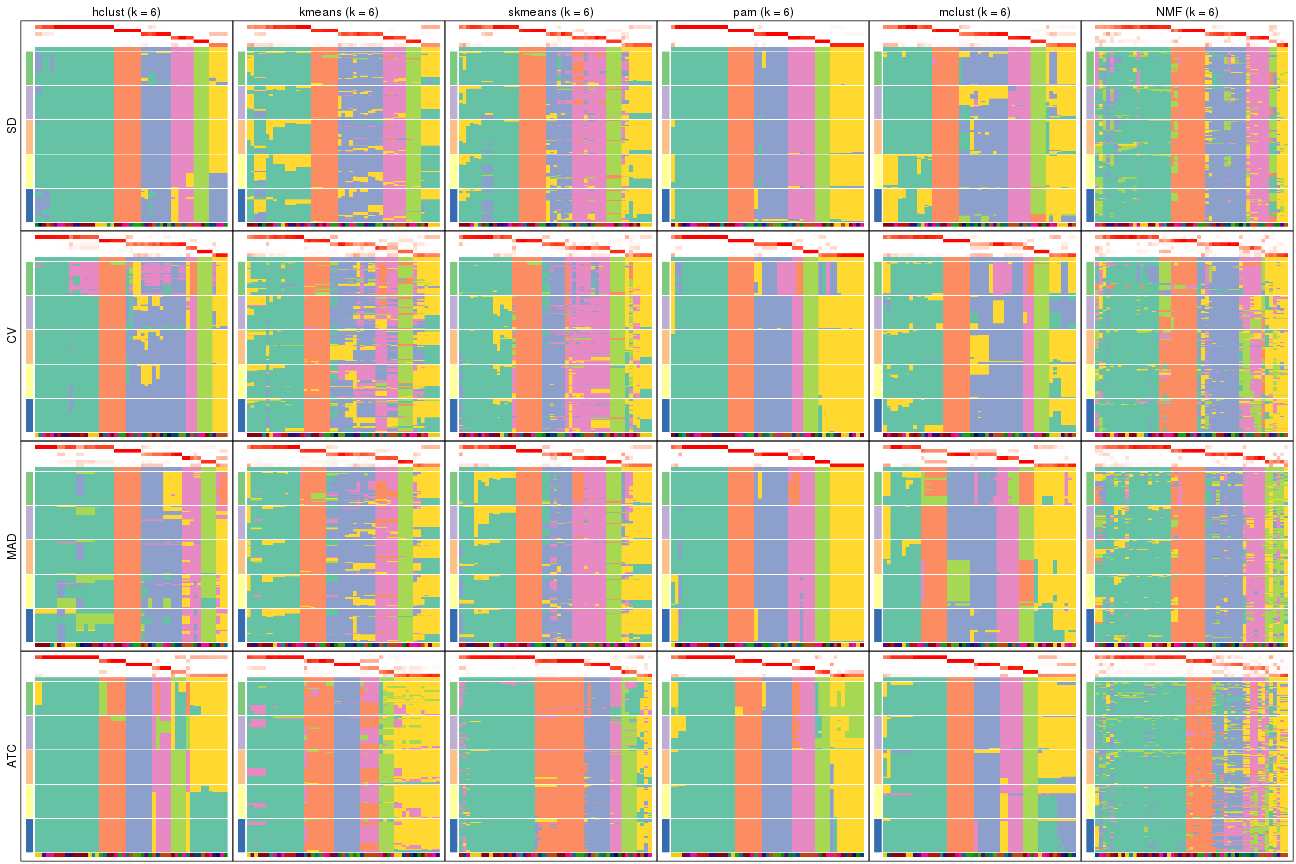 hclust (k = 6)
kmeans (k = 6)
skmeans (k = 6)
pam (k = 6)
mclust (k = 6)
NMF (k = 6)
SD
CV
MAD
ATC